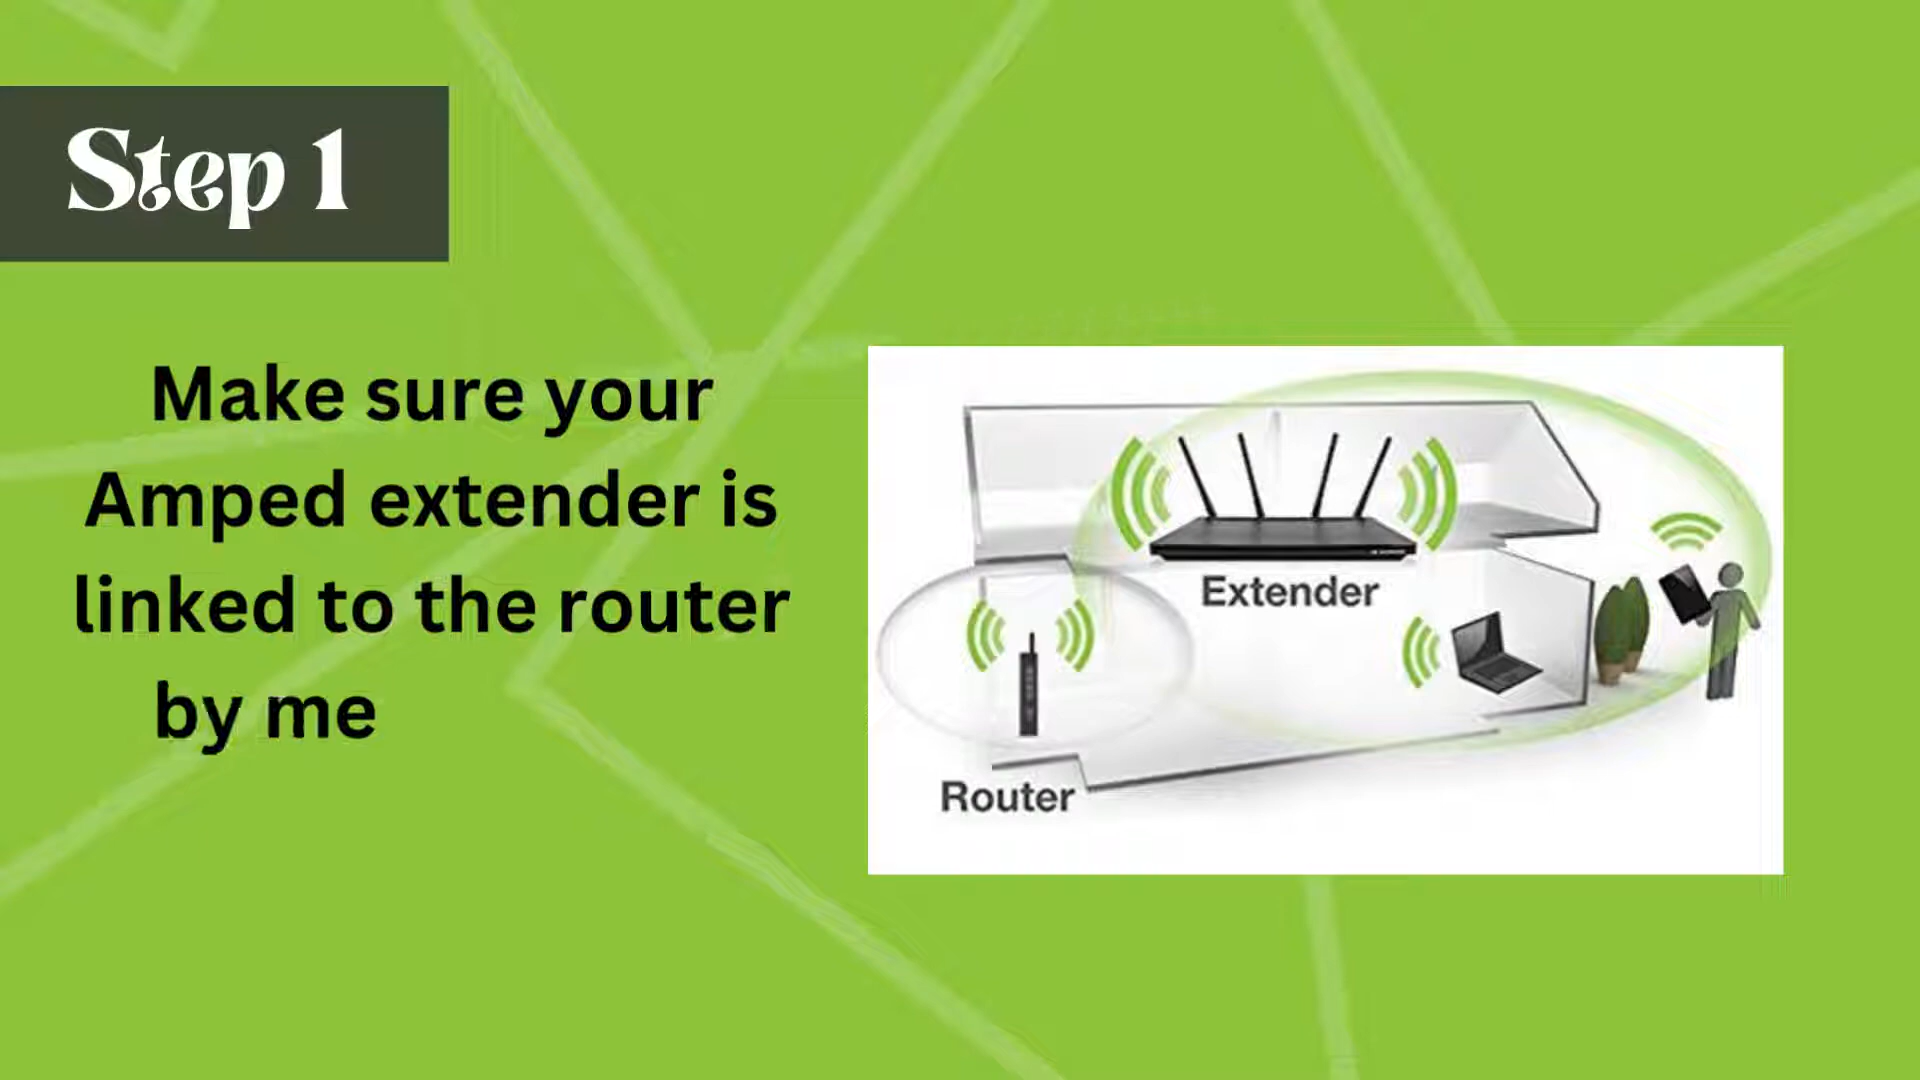 Step 1
Make sure your
Amped extender is
linked to the router
by me
Extender
Router